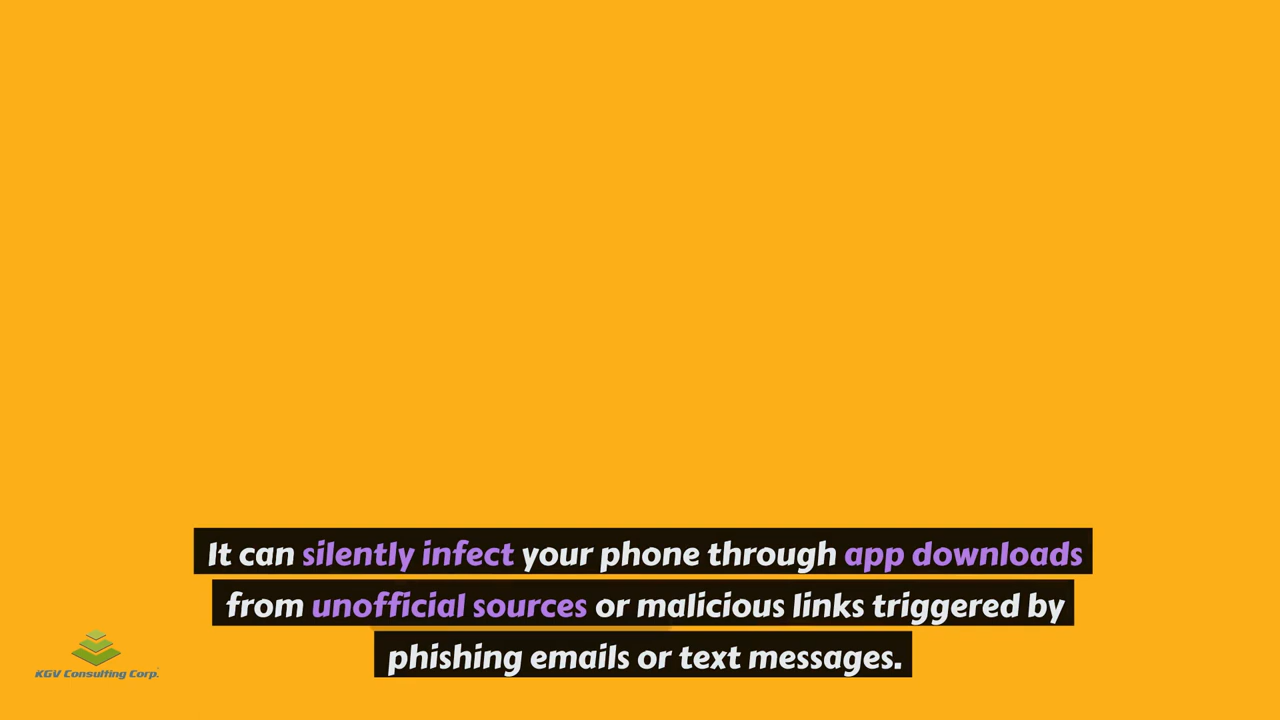 It can silently infect your phone through app downloads
from unofficial sources or malicious links triggered by
phishing emails or text messages.
KGV Consulting Corp.